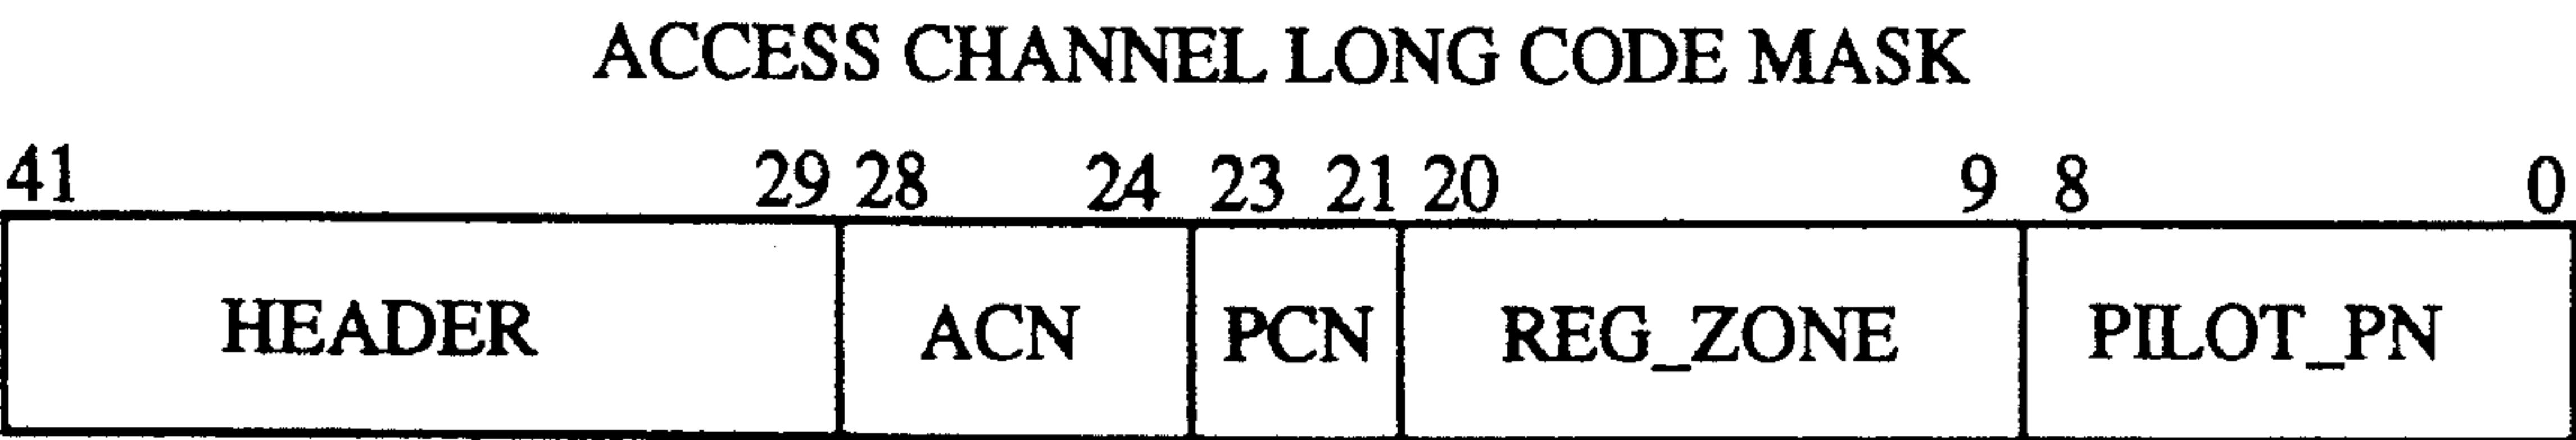 ACCESS CHANNEL LONG CODE MASK
41 29 28 24 23 21 20 9 8 0
HEADER ACN PCN REG_ZONE PILOT_PN